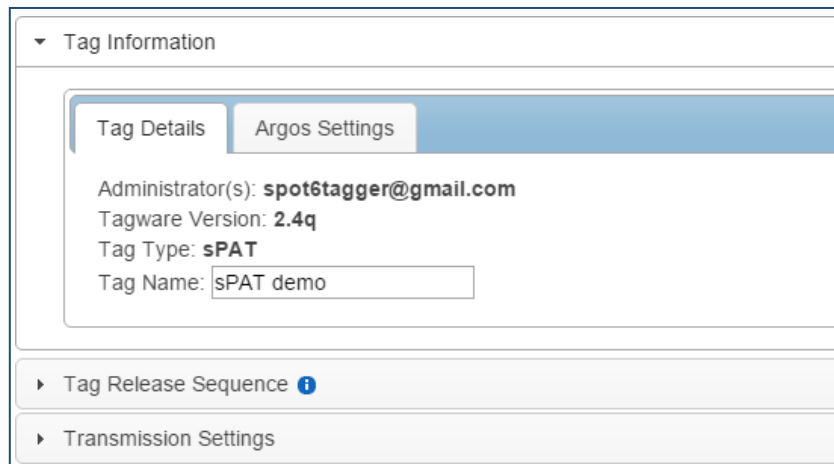 Tag Information
Tag Details
Argos Settings
Administrator(s): spot6tagger@gmail.com
Tagware Version: 2.4q
Tag Type: sPAT
Tag Name: sPAT demo
Tag Release Sequence i
Transmission Settings